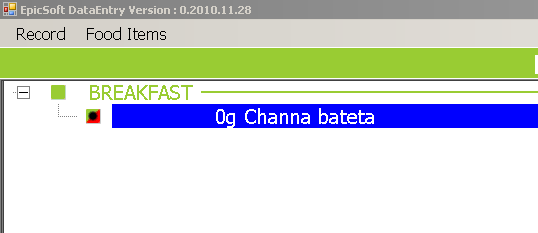 EpicSoft DataEntry Version : 0.2010.11.28
Record Food Items
BREAKFAST
0g Channa bateta